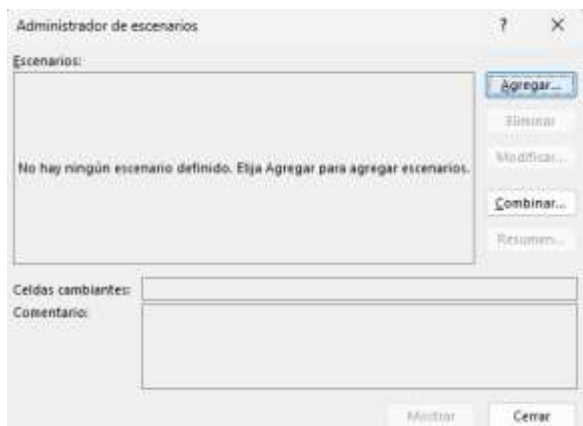 Administrador de escenarios
?
Escenarios:
Agregar...
Eliminar
No hay ningún escenario definido. Elija Agregar para agregar escenarios.
Modificar...
Combinar...
Resumen...
Celdas cambiantes:
Comentario:
Mostrar
Cerrar